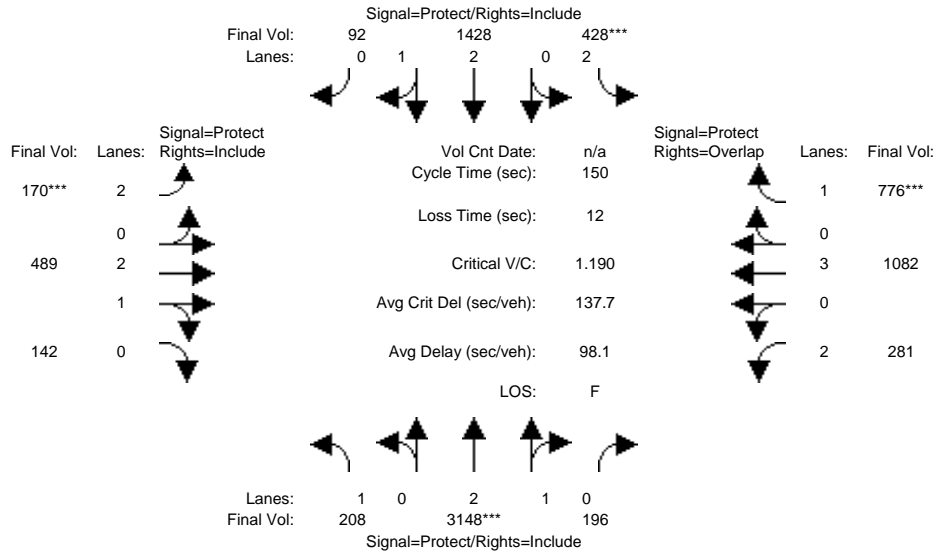 Signal=Protect/Rights=Include
Final Vol: 92 1428 428***
Lanes: 0 1 2 0 2
Signal=Protect Signal=Protect
Final Vol: Lanes: Rights=Include Vol Cnt Date: n/a Rights=Overlap Lanes: Final Vol:
Cycle Time (sec): 150
170*** 2 1 776***
Loss Time (sec): 12
0 0
489 2 Critical V/C: 1.190 3 1082
1 Avg Crit Del (sec/veh): 137.7 0
142 0 Avg Delay (sec/veh): 98.1 2 281
LOS: F
Lanes: 1 0 2 1 0
Final Vol: 208 3148*** 196
Signal=Protect/Rights=Include